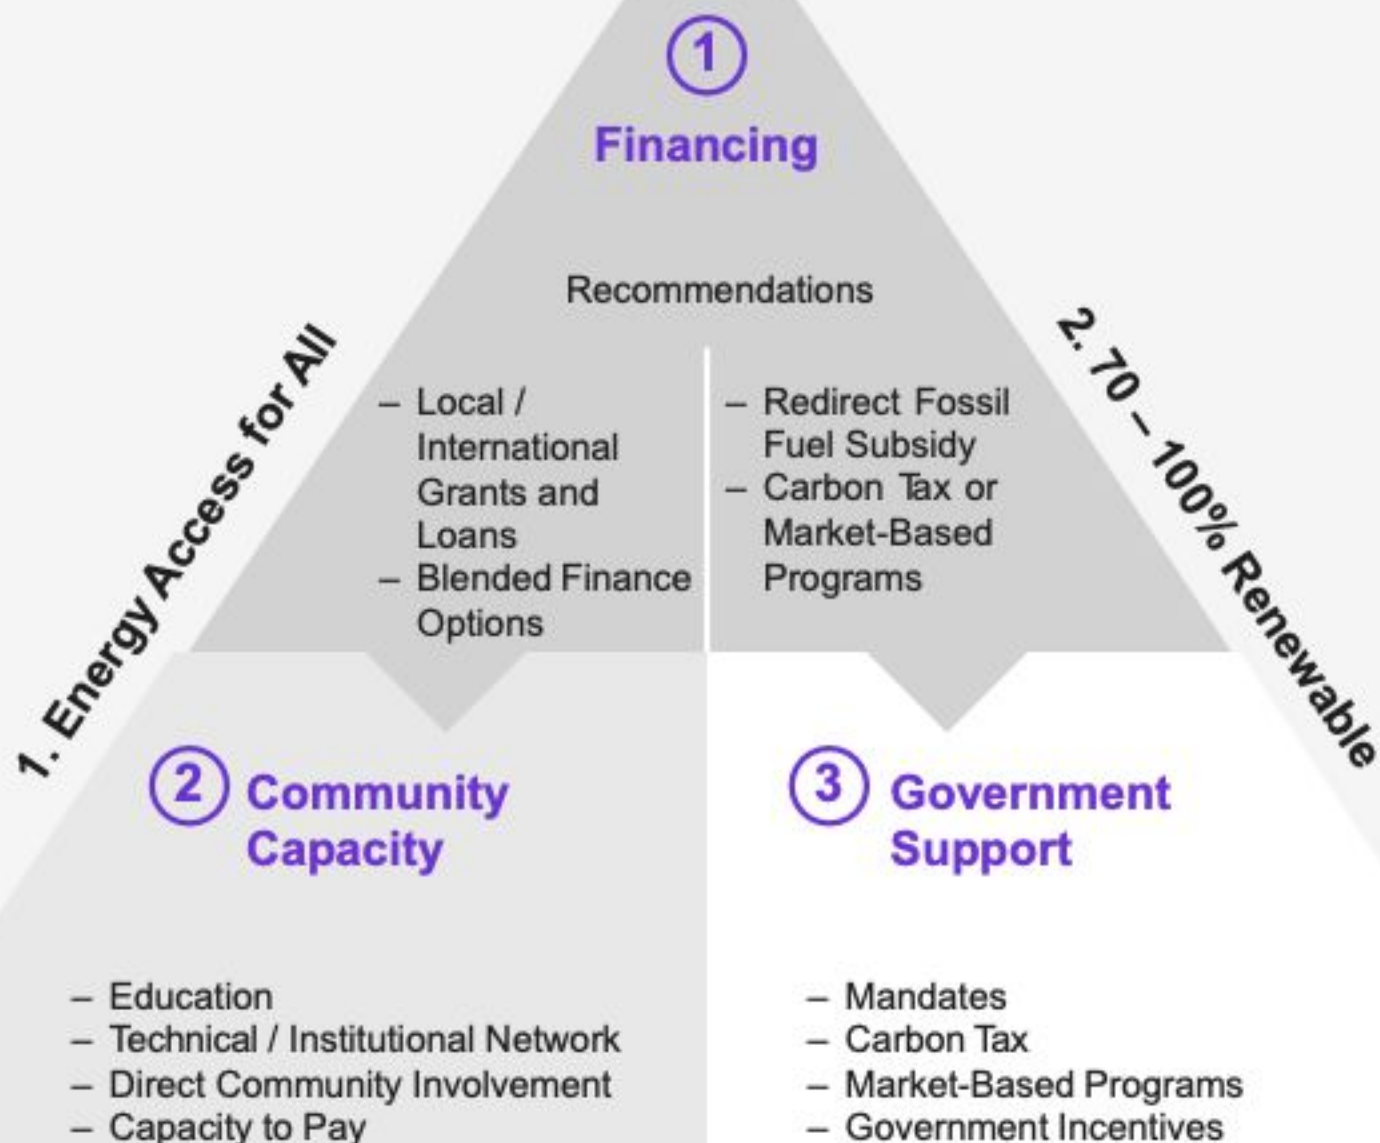 1
Financing
Recommendations
1. Energy Access for All
2. 70 – 100% Renewable
– Local /
International
Grants and
Loans
– Blended Finance
Options
– Redirect Fossil
Fuel Subsidy
– Carbon Tax or
Market-Based
Programs
2 Community
Capacity
– Education
– Technical / Institutional Network
– Direct Community Involvement
– Capacity to Pay
3 Government
Support
– Mandates
– Carbon Tax
– Market-Based Programs
– Government Incentives